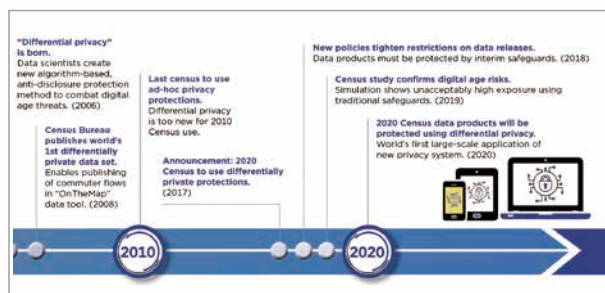 "Differential privacy"
is born.
Data scientists create
new algorithm-based,
anti-disclosure protection
method to combat digital
age threats. (2006)
Census Bureau
publishes world's
1st differentially
private data set.
Enables publishing
of commuter flows
in "OnTheMap"
data tool. (2008)
Last census to use
ad-hoc privacy
protections.
Differential privacy
is too new for 2010
Census use.
Announcement: 2020
Census to use differentially
private protections.
(2017)
New policies tighten restrictions on data releases.
Data products must be protected by interim safeguards. (2018)
Census study confirms digital age risks.
Simulation shows unacceptably high exposure using
traditional safeguards. (2019)
2020 Census data products will be
protected using differential privacy.
World's first large-scale application of
new privacy system. (2020)
2010
2020